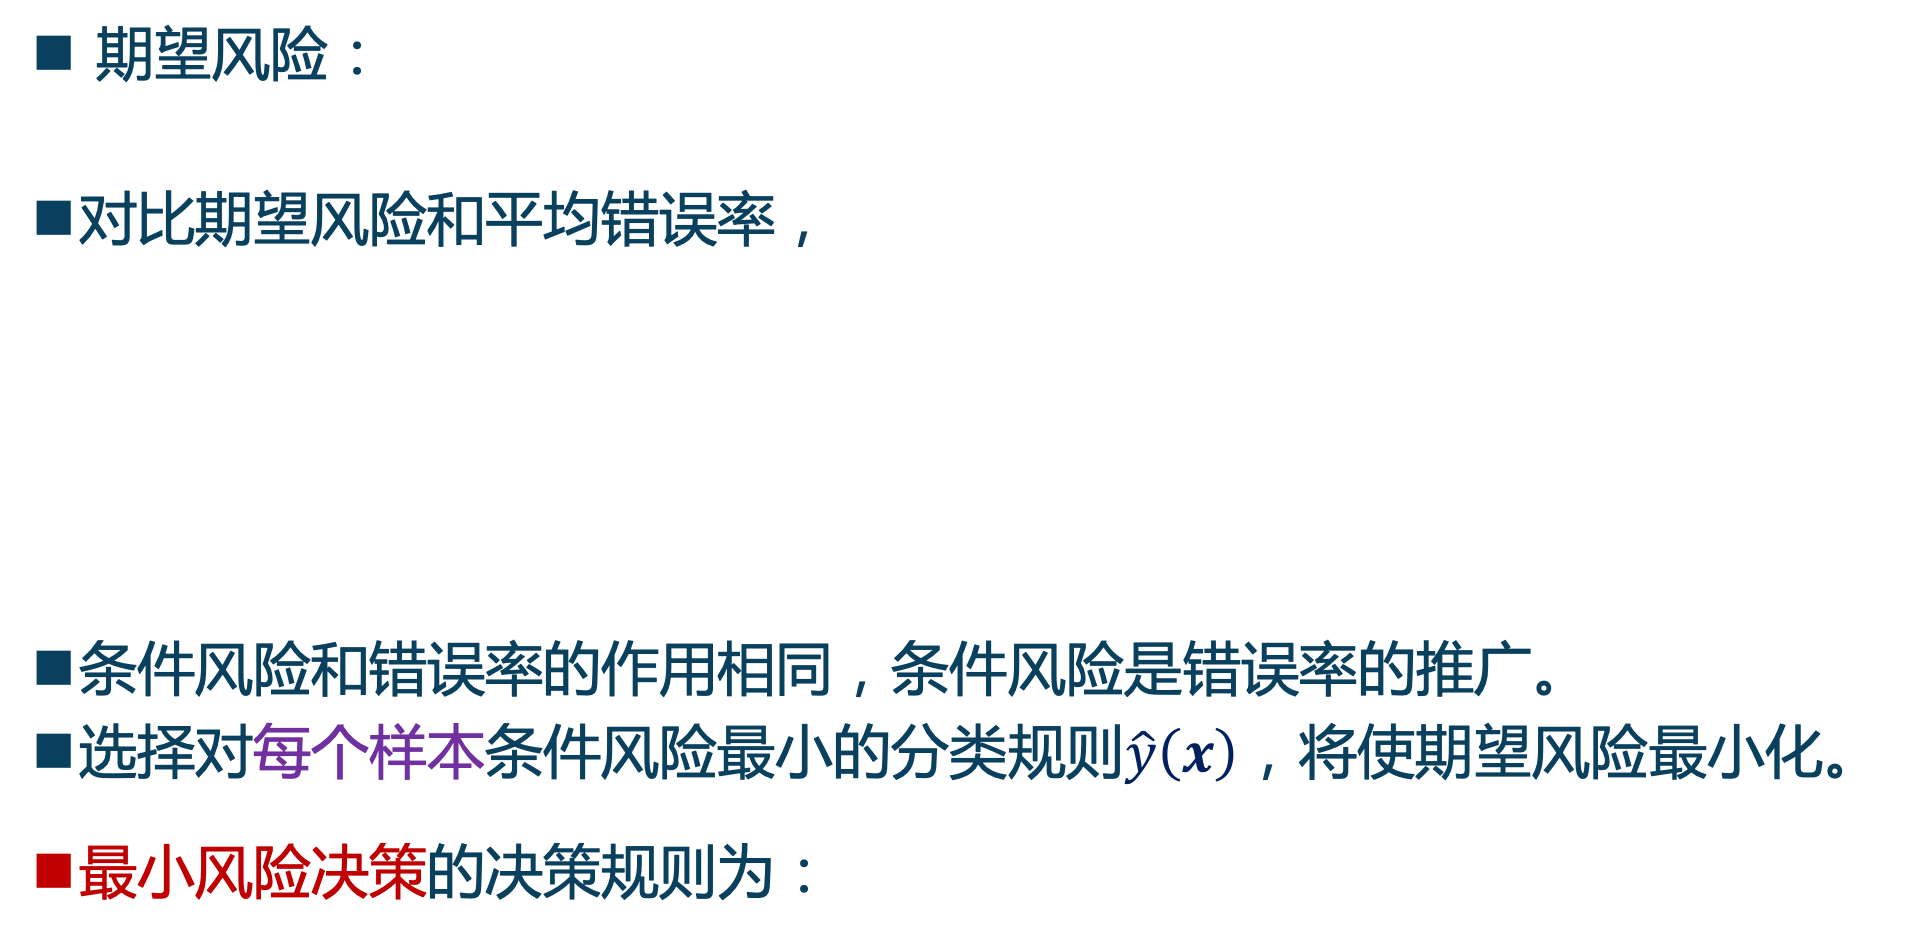 ■ 期望风险：
■对比期望风险和平均错误率，
■条件风险和错误率的作用相同，条件风险是错误率的推广。
■选择对每个样本条件风险最小的分类规则ŷ(x)，将使期望风险最小化。
■最小风险决策的决策规则为：